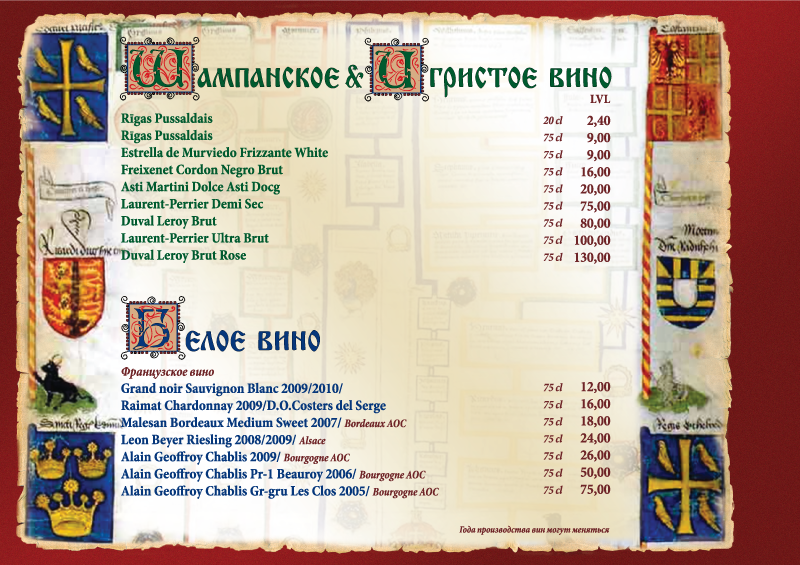 Шампанское & Игристое вино
LVL
Rigas Pussaldais 20 cl 2,40
Rigas Pussaldais 75 cl 9,00
Estrella de Murviedo Frizzante White 75 cl 9,00
Freixenet Cordon Negro Brut 75 cl 16,00
Asti Martini Dolce Asti Docg 75 cl 20,00
Laurent-Perrier Demi Sec 75 cl 75,00
Duval Leroy Brut 75 cl 80,00
Laurent-Perrier Ultra Brut 75 cl 100,00
Duval Leroy Brut Rose 75 cl 130,00
Белое вино
Французское вино
Grand noir Sauvignon Blanc 2009/2010/ 75 cl 12,00
Raimat Chardonnay 2009/D.O.Costers del Serge 75 cl 16,00
Malesan Bordeaux Medium Sweet 2007/ Bordeaux AOC 75 cl 18,00
Leon Beyer Riesling 2008/2009/ Alsace 75 cl 24,00
Alain Geoffroy Chablis 2009/ Bourgogne AOC 75 cl 26,00
Alain Geoffroy Chablis Pr-1 Beauroy 2006/ Bourgogne AOC 75 cl 50,00
Alain Geoffroy Chablis Gr-gru Les Clos 2005/ Bourgogne AOC 75 cl 75,00
Года производства вин могут меняться